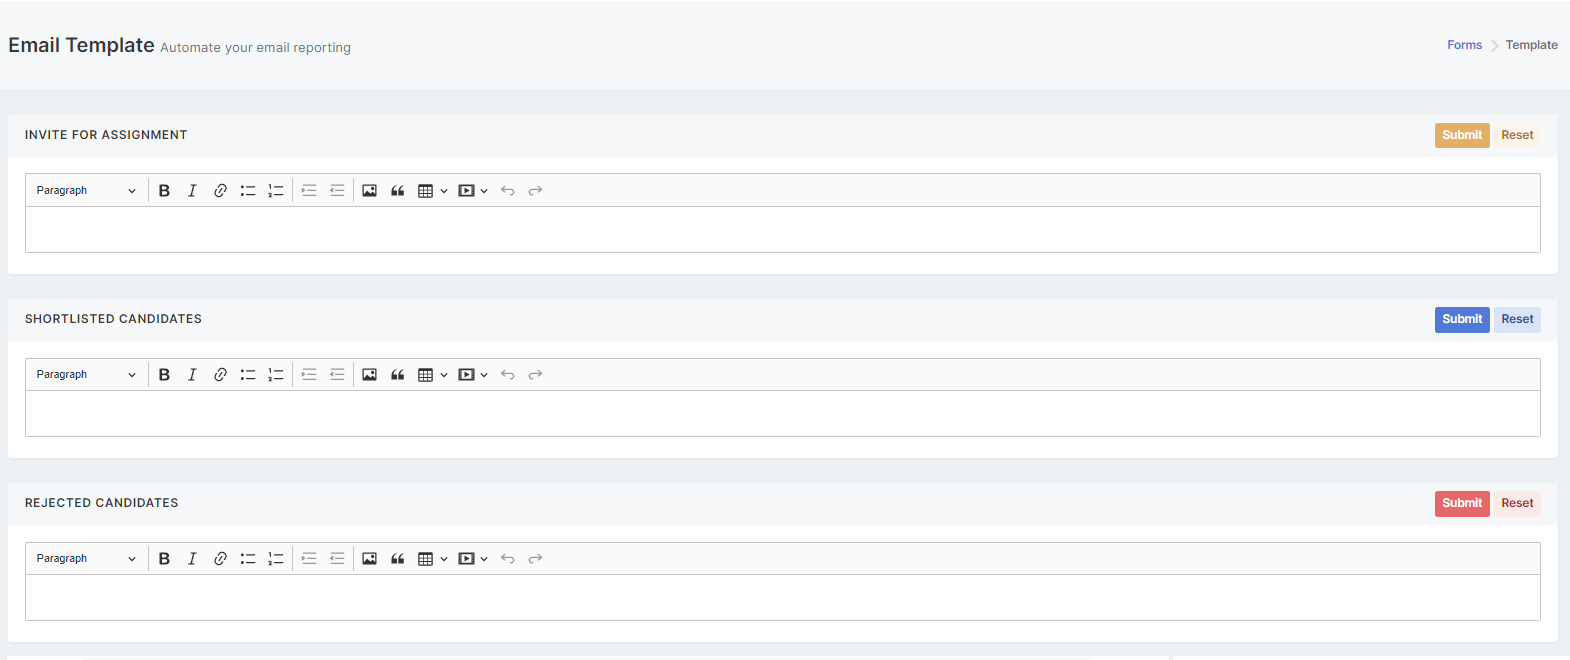 Email Template Automate your email reporting
Forms Template
INVITE FOR ASSIGNMENT
Submit Reset
Paragraph
SHORTLISTED CANDIDATES
Submit Reset
Paragraph
REJECTED CANDIDATES
Submit Reset
Paragraph